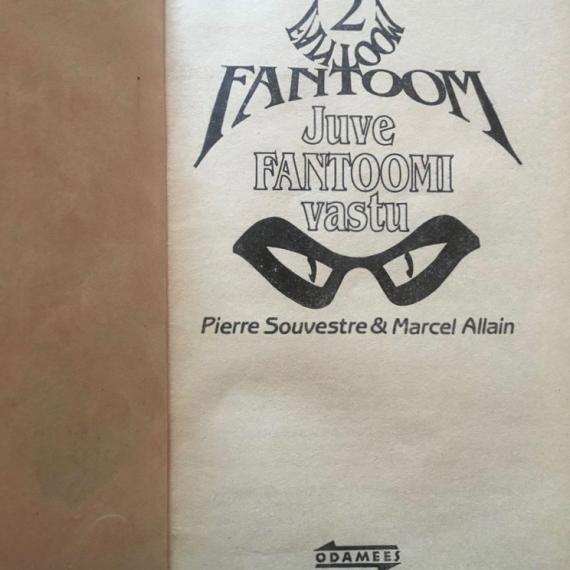 2
FANTOOM
FANTOOM
Juve
FANTOOMI
vastu
Pierre Souvestre & Marcel Allain
ODAMEES